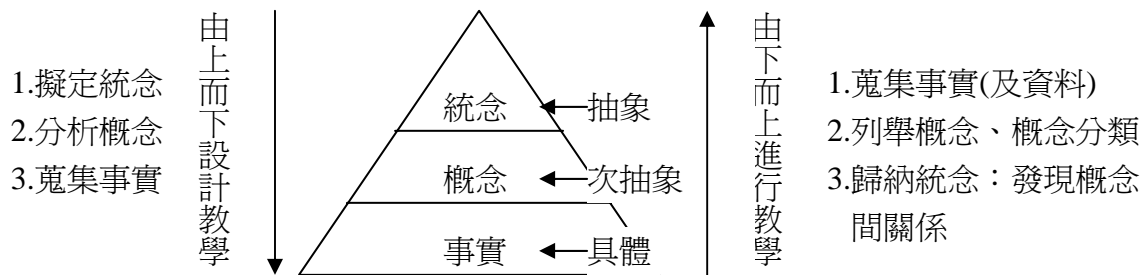 1.擬定統念
2.分析概念
3.蒐集事實
由上而下設計教學
統念
抽象
概念
次抽象
事實
具體
由下而上進行教學
1.蒐集事實(及資料)
2.列舉概念、概念分類
3.歸納統念：發現概念
間關係